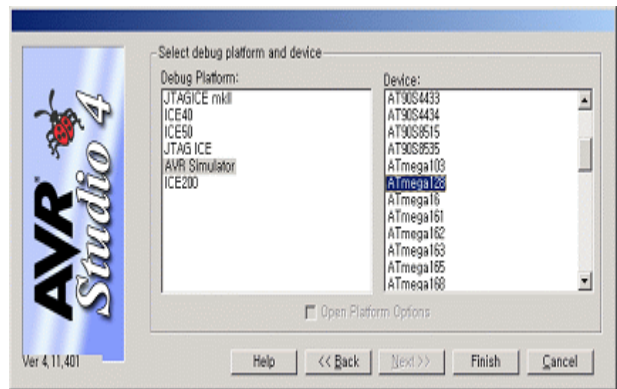 AVR
Studio 4
Ver 4,11,401
Select debug platform and device
Debug Platform:
JTAGICE mkII
ICE40
ICE50
JTAG ICE
AVR Simulator
ICE200
Device:
AT90S4433
AT90S4434
AT90S8515
AT90S8535
ATmega103
ATmega128
ATmega16
ATmega161
ATmega162
ATmega163
ATmega165
ATmega168
Open Platform Options
Help
<< Back
Next >>
Finish
Cancel